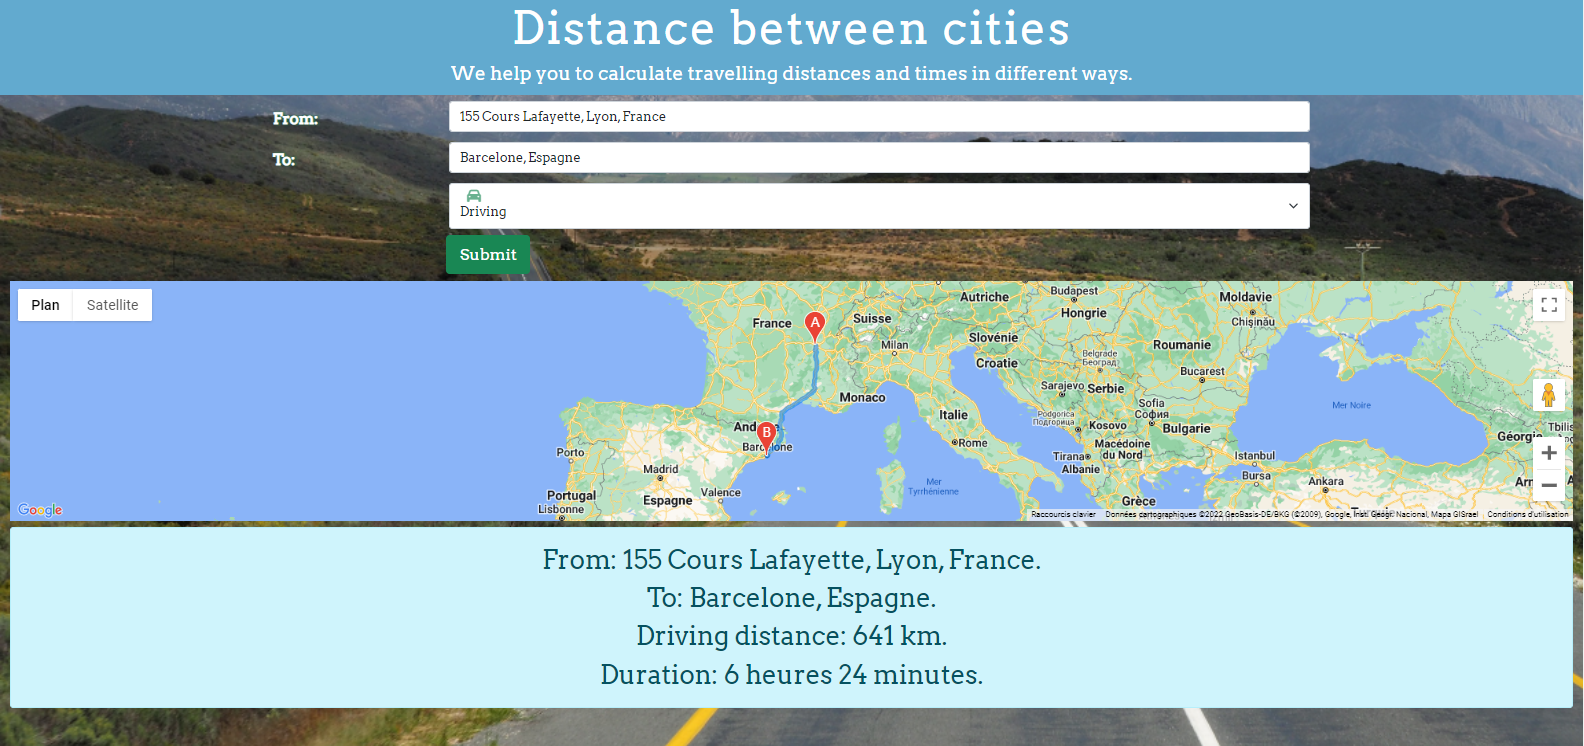 Distance between cities
We help you to calculate travelling distances and times in different ways.
From:
155 Cours Lafayette, Lyon, France
To:
Barcelone, Espagne
Driving
Submit
Plan
Satellite
France
A
Suisse
Autriche
Budapest
Hongrie
Moldavie
Chișinău
Milan
Slovénie
Croatie
Roumanie
Belgrade
Београд
Bucarest
Sarajevo
Serbie
Monaco
Italie
Sofia
София
Mer Noire
Podgorica
Подгорица
Kosovo
Bulgarie
B
Barcelone
Rome
Macédoine
du Nord
Tirana
Albanie
Istanbul
Bursa
Ankara
Porto
Madrid
Espagne
Valence
Portugal
Lisbonne
Mer
Tyrrhénienne
Grèce
Google
Raccourcis clavier
Données cartographiques ©2022 GeoBasis-DE/BKG (©2009), Google, Inst. Geogr. Nacional, Mapa GISrael
Conditions d'utilisation
From: 155 Cours Lafayette, Lyon, France.
To: Barcelone, Espagne.
Driving distance: 641 km.
Duration: 6 heures 24 minutes.